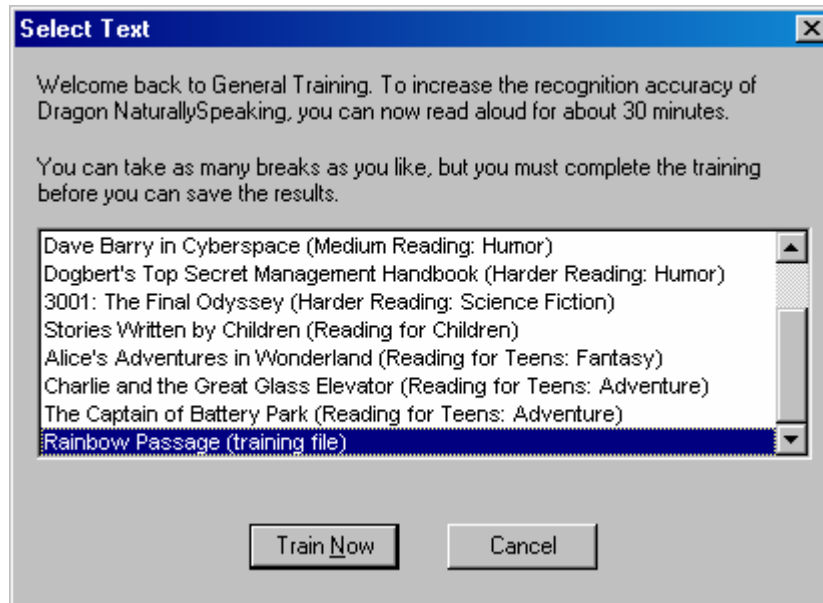 Select Text
Welcome back to General Training. To increase the recognition accuracy of
Dragon NaturallySpeaking, you can now read aloud for about 30 minutes.
You can take as many breaks as you like, but you must complete the training
before you can save the results.
Dave Barry in Cyberspace (Medium Reading: Humor)
Dogbert's Top Secret Management Handbook (Harder Reading: Humor)
3001: The Final Odyssey (Harder Reading: Science Fiction)
Stories Written by Children (Reading for Children)
Alice's Adventures in Wonderland (Reading for Teens: Fantasy)
Charlie and the Great Glass Elevator (Reading for Teens: Adventure)
The Captain of Battery Park (Reading for Teens: Adventure)
Rainbow Passage (training file)
Train Now Cancel